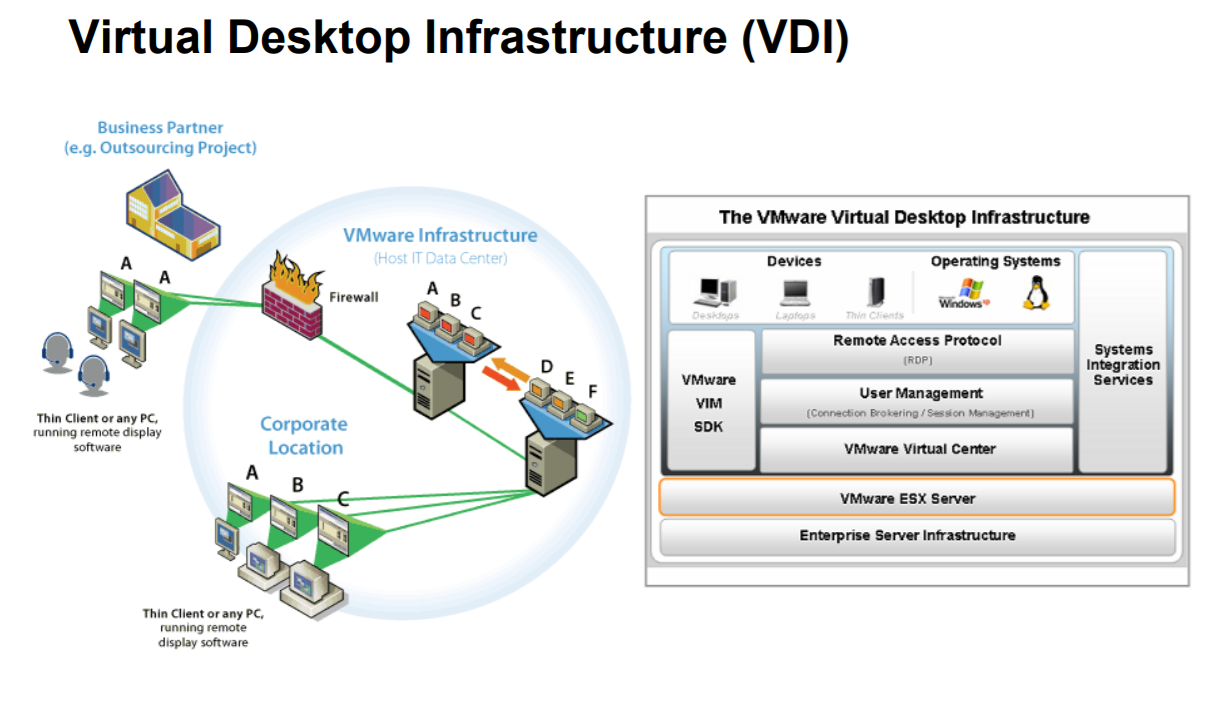 Virtual Desktop Infrastructure (VDI)
Business Partner
(e.g. Outsourcing Project)
A
A
Thin Client or any PC,
running remote display
software
VMware Infrastructure
(Host IT Data Center)
Firewall
A
B
C
D
E
F
Corporate
Location
A
B
C
Thin Client or any PC,
running remote
display software
The VMware Virtual Desktop Infrastructure
Devices
Desktops
Laptops
Thin Clients
Operating Systems
Microsoft
Windows xp
VMware
VIM
SDK
Remote Access Protocol
(RDP)
User Management
(Connection Brokering / Session Management)
VMware Virtual Center
Systems
Integration
Services
VMware ESX Server
Enterprise Server Infrastructure